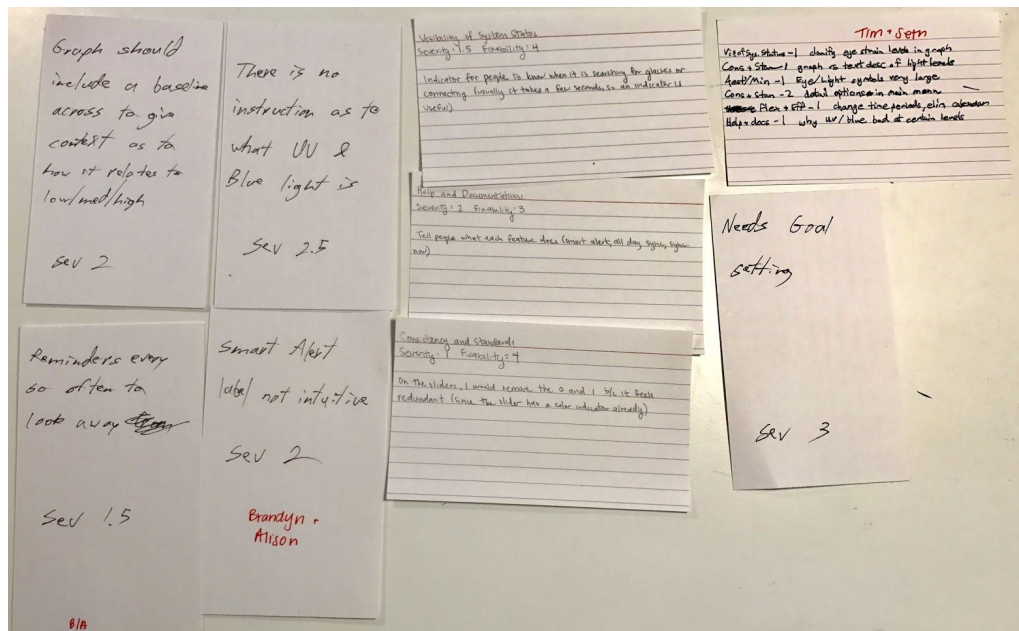 Graph should
include a baseline
across to give
context as to
how it relates to
low/med/high
Sev 2
There is no
instruction as to
what UV &
Blue light is
Sev 2.5
Reminders every
so often to
look away
Sev 1.5
B/A
Smart Alert
label not intuitive
Sev 2
Brandyn +
Alison
Visibility of System Status
Severity: 1.5 Fixability: 4
Indicator for people to know when it is searching for glasses or
connecting (usually it takes a few seconds, so an indicator is
useful).
Help and Documentation
Severity: 2 Fixability: 3
Tell people what each feature does (smart alert, all day sync, sync
now)
Consistency and Standards
Severity: 1 Fixability: 4
On the sliders, I would remove the 0 and 1 b/c it feels
redundant (since the slider has a color indicator already)
Tim + Seth
Vis of Sys. Status - 1 clarify eye strain levels in graph
Cons + Stan - 1 graph is text desc of light levels
Aest/Min - 1 Eye/Light symbols very large
Cons + Stan - 2 detail options in main menu
Flex + Eff - 1 change time periods, elim calendar
Help + docs - 1 why uv/blue bad at certain levels
Needs Goal
setting
Sev 3